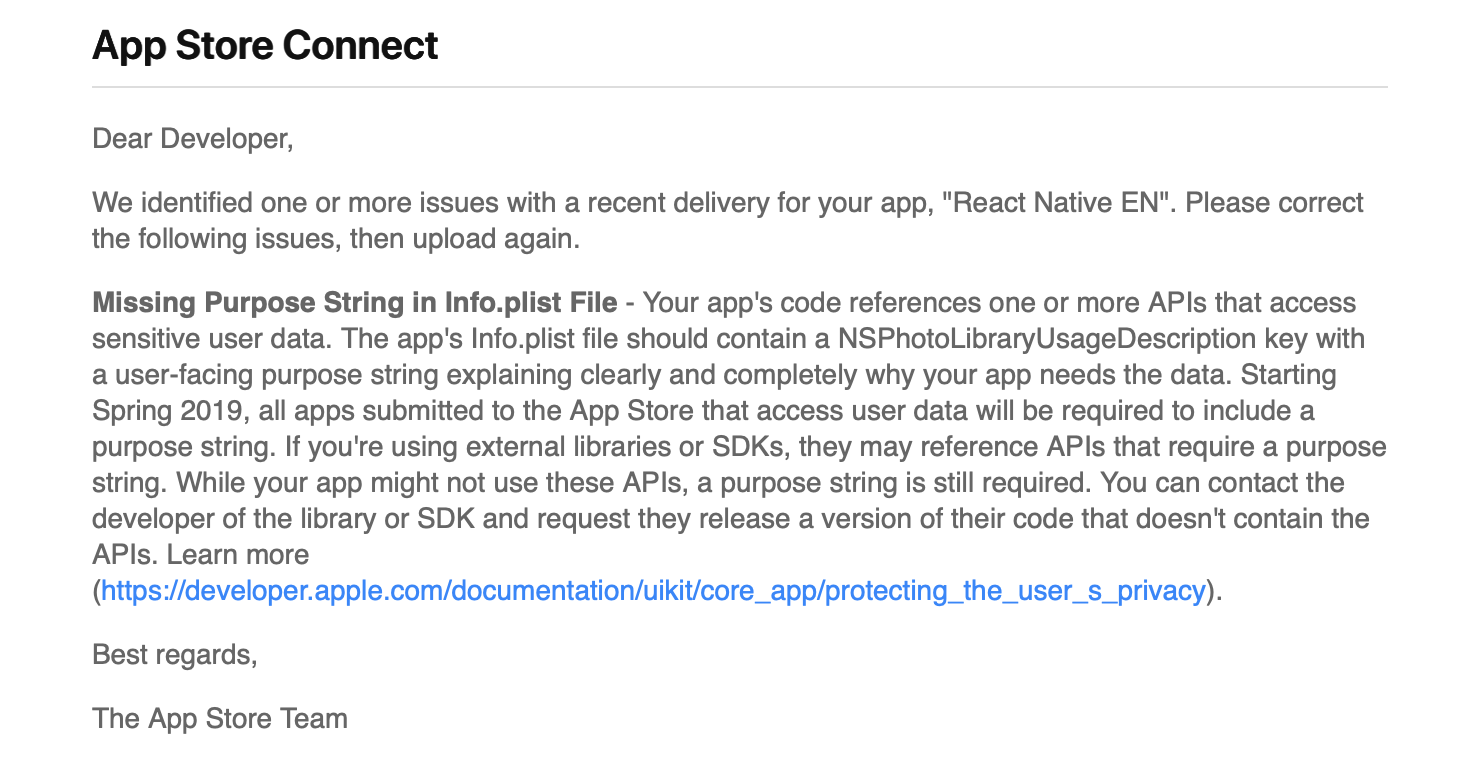 App Store Connect
Dear Developer,
We identified one or more issues with a recent delivery for your app, "React Native EN". Please correct
the following issues, then upload again.
Missing Purpose String in Info.plist File - Your app's code references one or more APIs that access
sensitive user data. The app's Info.plist file should contain a NSPhotoLibraryUsageDescription key with
a user-facing purpose string explaining clearly and completely why your app needs the data. Starting
Spring 2019, all apps submitted to the App Store that access user data will be required to include a
purpose string. If you're using external libraries or SDKs, they may reference APIs that require a purpose
string. While your app might not use these APIs, a purpose string is still required. You can contact the
developer of the library or SDK and request they release a version of their code that doesn't contain the
APIs. Learn more
(https://developer.apple.com/documentation/uikit/core_app/protecting_the_user_s_privacy).
Best regards,
The App Store Team